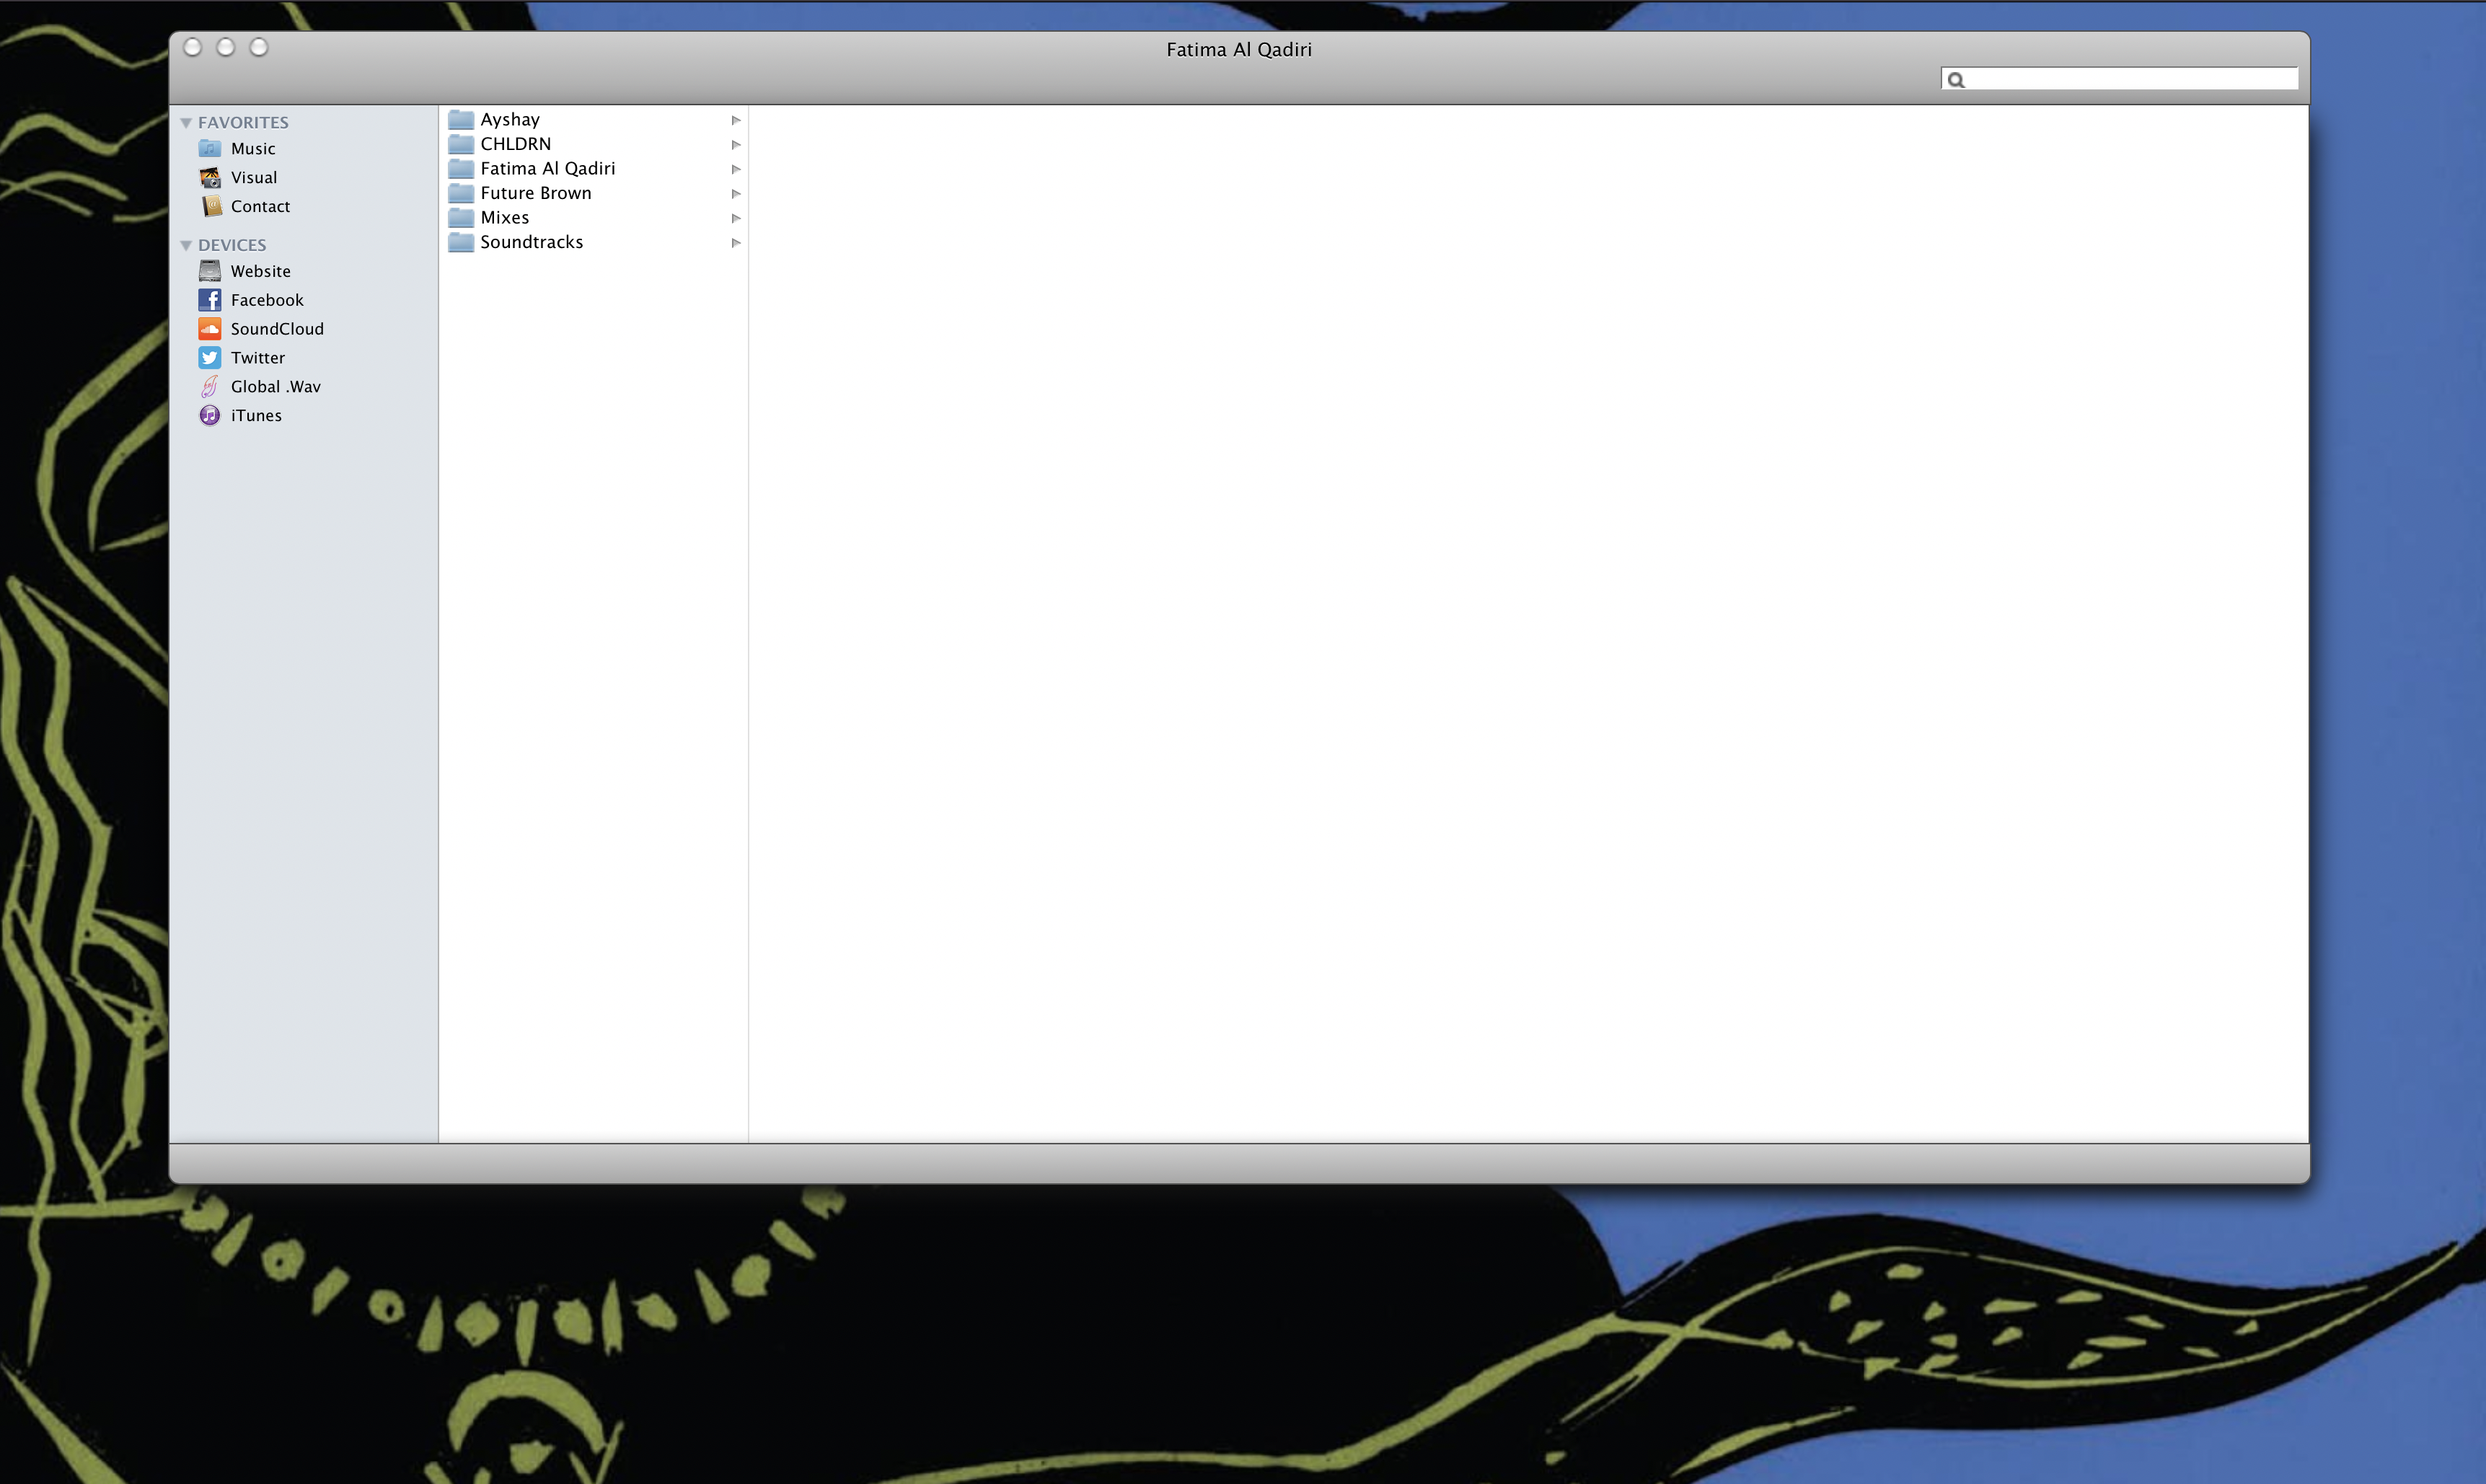 Fatima Al Qadiri
FAVORITES
Music
Visual
Contact
DEVICES
Website
Facebook
SoundCloud
Twitter
Global .Wav
iTunes
Ayshay
CHLDRN
Fatima Al Qadiri
Future Brown
Mixes
Soundtracks